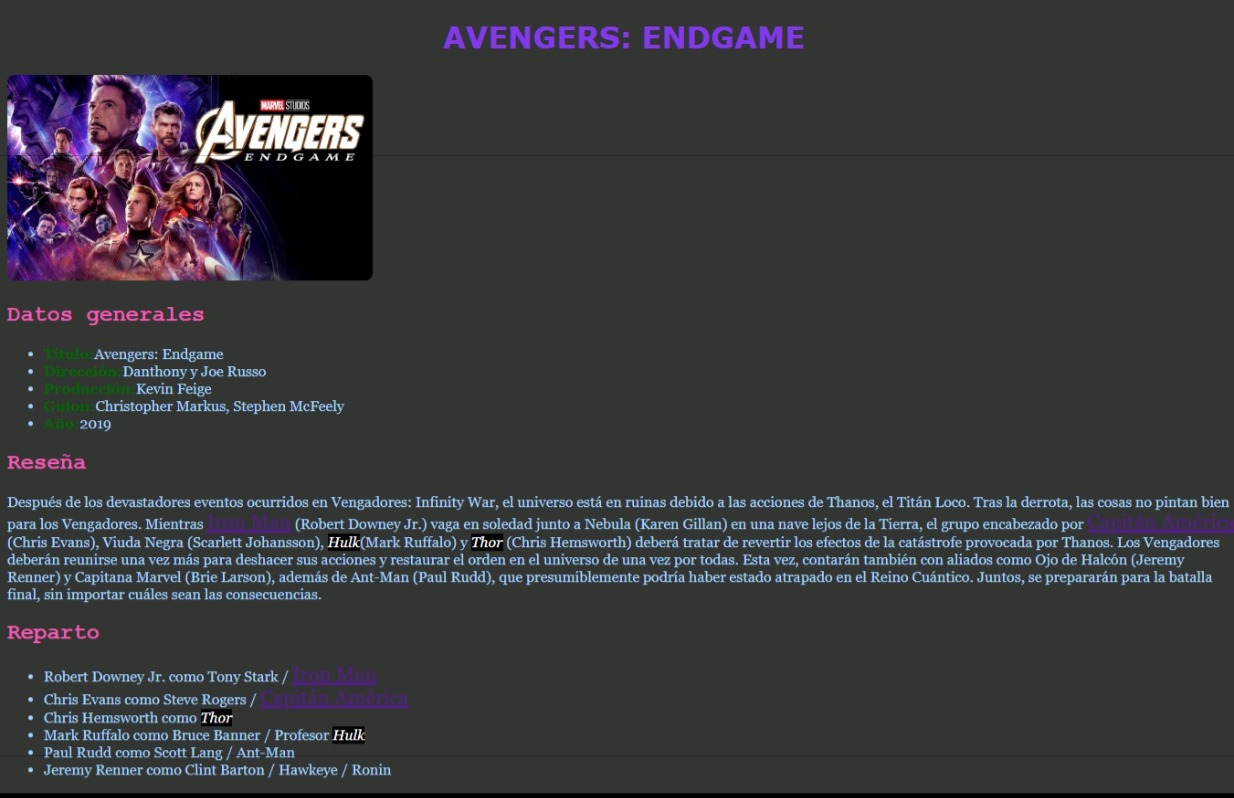 AVENGERS: ENDGAME
MARVEL STUDIOS
AVENGERS
ENDGAME
Datos generales
Título:Avengers: Endgame
Dirección:Danthony y Joe Russo
Producción:Kevin Feige
Guion:Christopher Markus, Stephen McFeely
Año:2019
Reseña
Después de los devastadores eventos ocurridos en Vengadores: Infinity War, el universo está en ruinas debido a las acciones de Thanos, el Titán Loco. Tras la derrota, las cosas no pintan bien
para los Vengadores. Mientras Iron Man (Robert Downey Jr.) vaga en soledad junto a Nebula (Karen Gillan) en una nave lejos de la Tierra, el grupo encabezado por Capitán América
(Chris Evans), Viuda Negra (Scarlett Johansson), Hulk(Mark Ruffalo) y Thor (Chris Hemsworth) deberá tratar de revertir los efectos de la catástrofe provocada por Thanos. Los Vengadores
deberán reunirse una vez más para deshacer sus acciones y restaurar el orden en el universo de una vez por todas. Esta vez, contarán también con aliados como Ojo de Halcón (Jeremy
Renner) y Capitana Marvel (Brie Larson), además de Ant-Man (Paul Rudd), que presumiblemente podría haber estado atrapado en el Reino Cuántico. Juntos, se prepararán para la batalla
final, sin importar cuáles sean las consecuencias.
Reparto
Robert Downey Jr. como Tony Stark / Iron Man
Chris Evans como Steve Rogers / Capitán América
Chris Hemsworth como Thor
Mark Ruffalo como Bruce Banner / Profesor Hulk
Paul Rudd como Scott Lang / Ant-Man
Jeremy Renner como Clint Barton / Hawkeye / Ronin